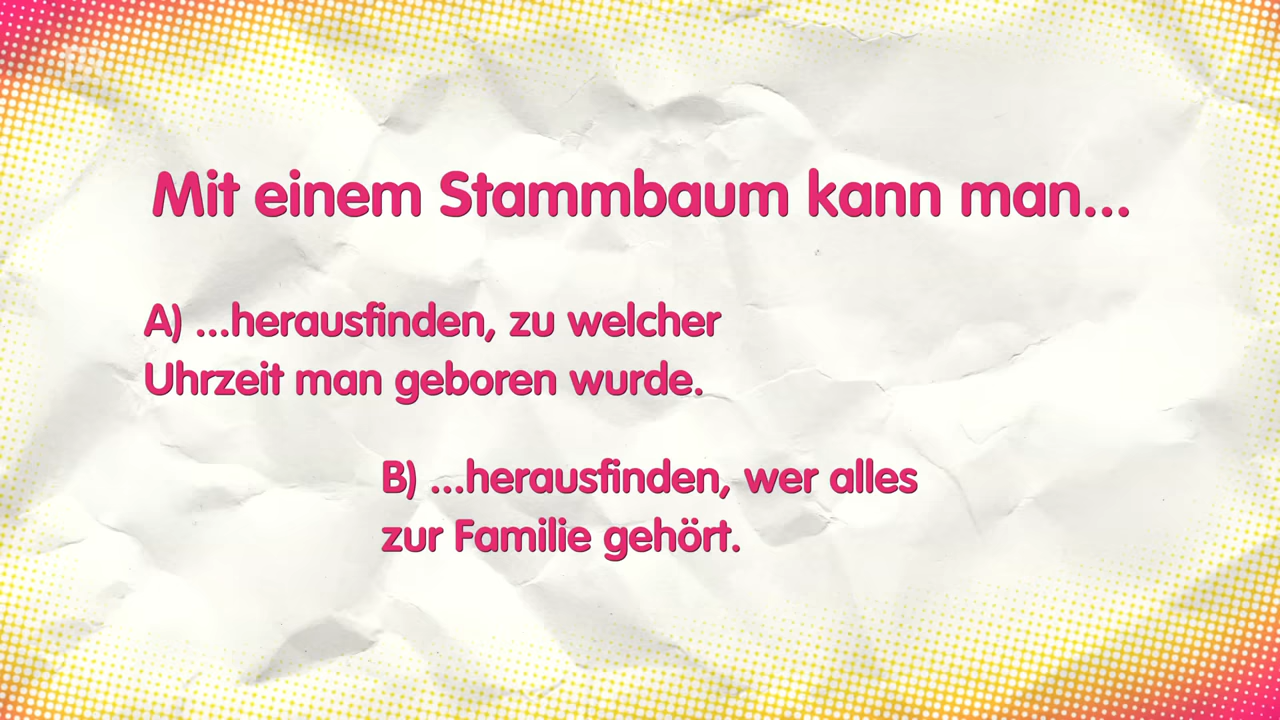 Mit einem Stammbaum kann man...
A) ...herausfinden, zu welcher
Uhrzeit man geboren wurde.
B) ...herausfinden, wer alles
zur Familie gehört.